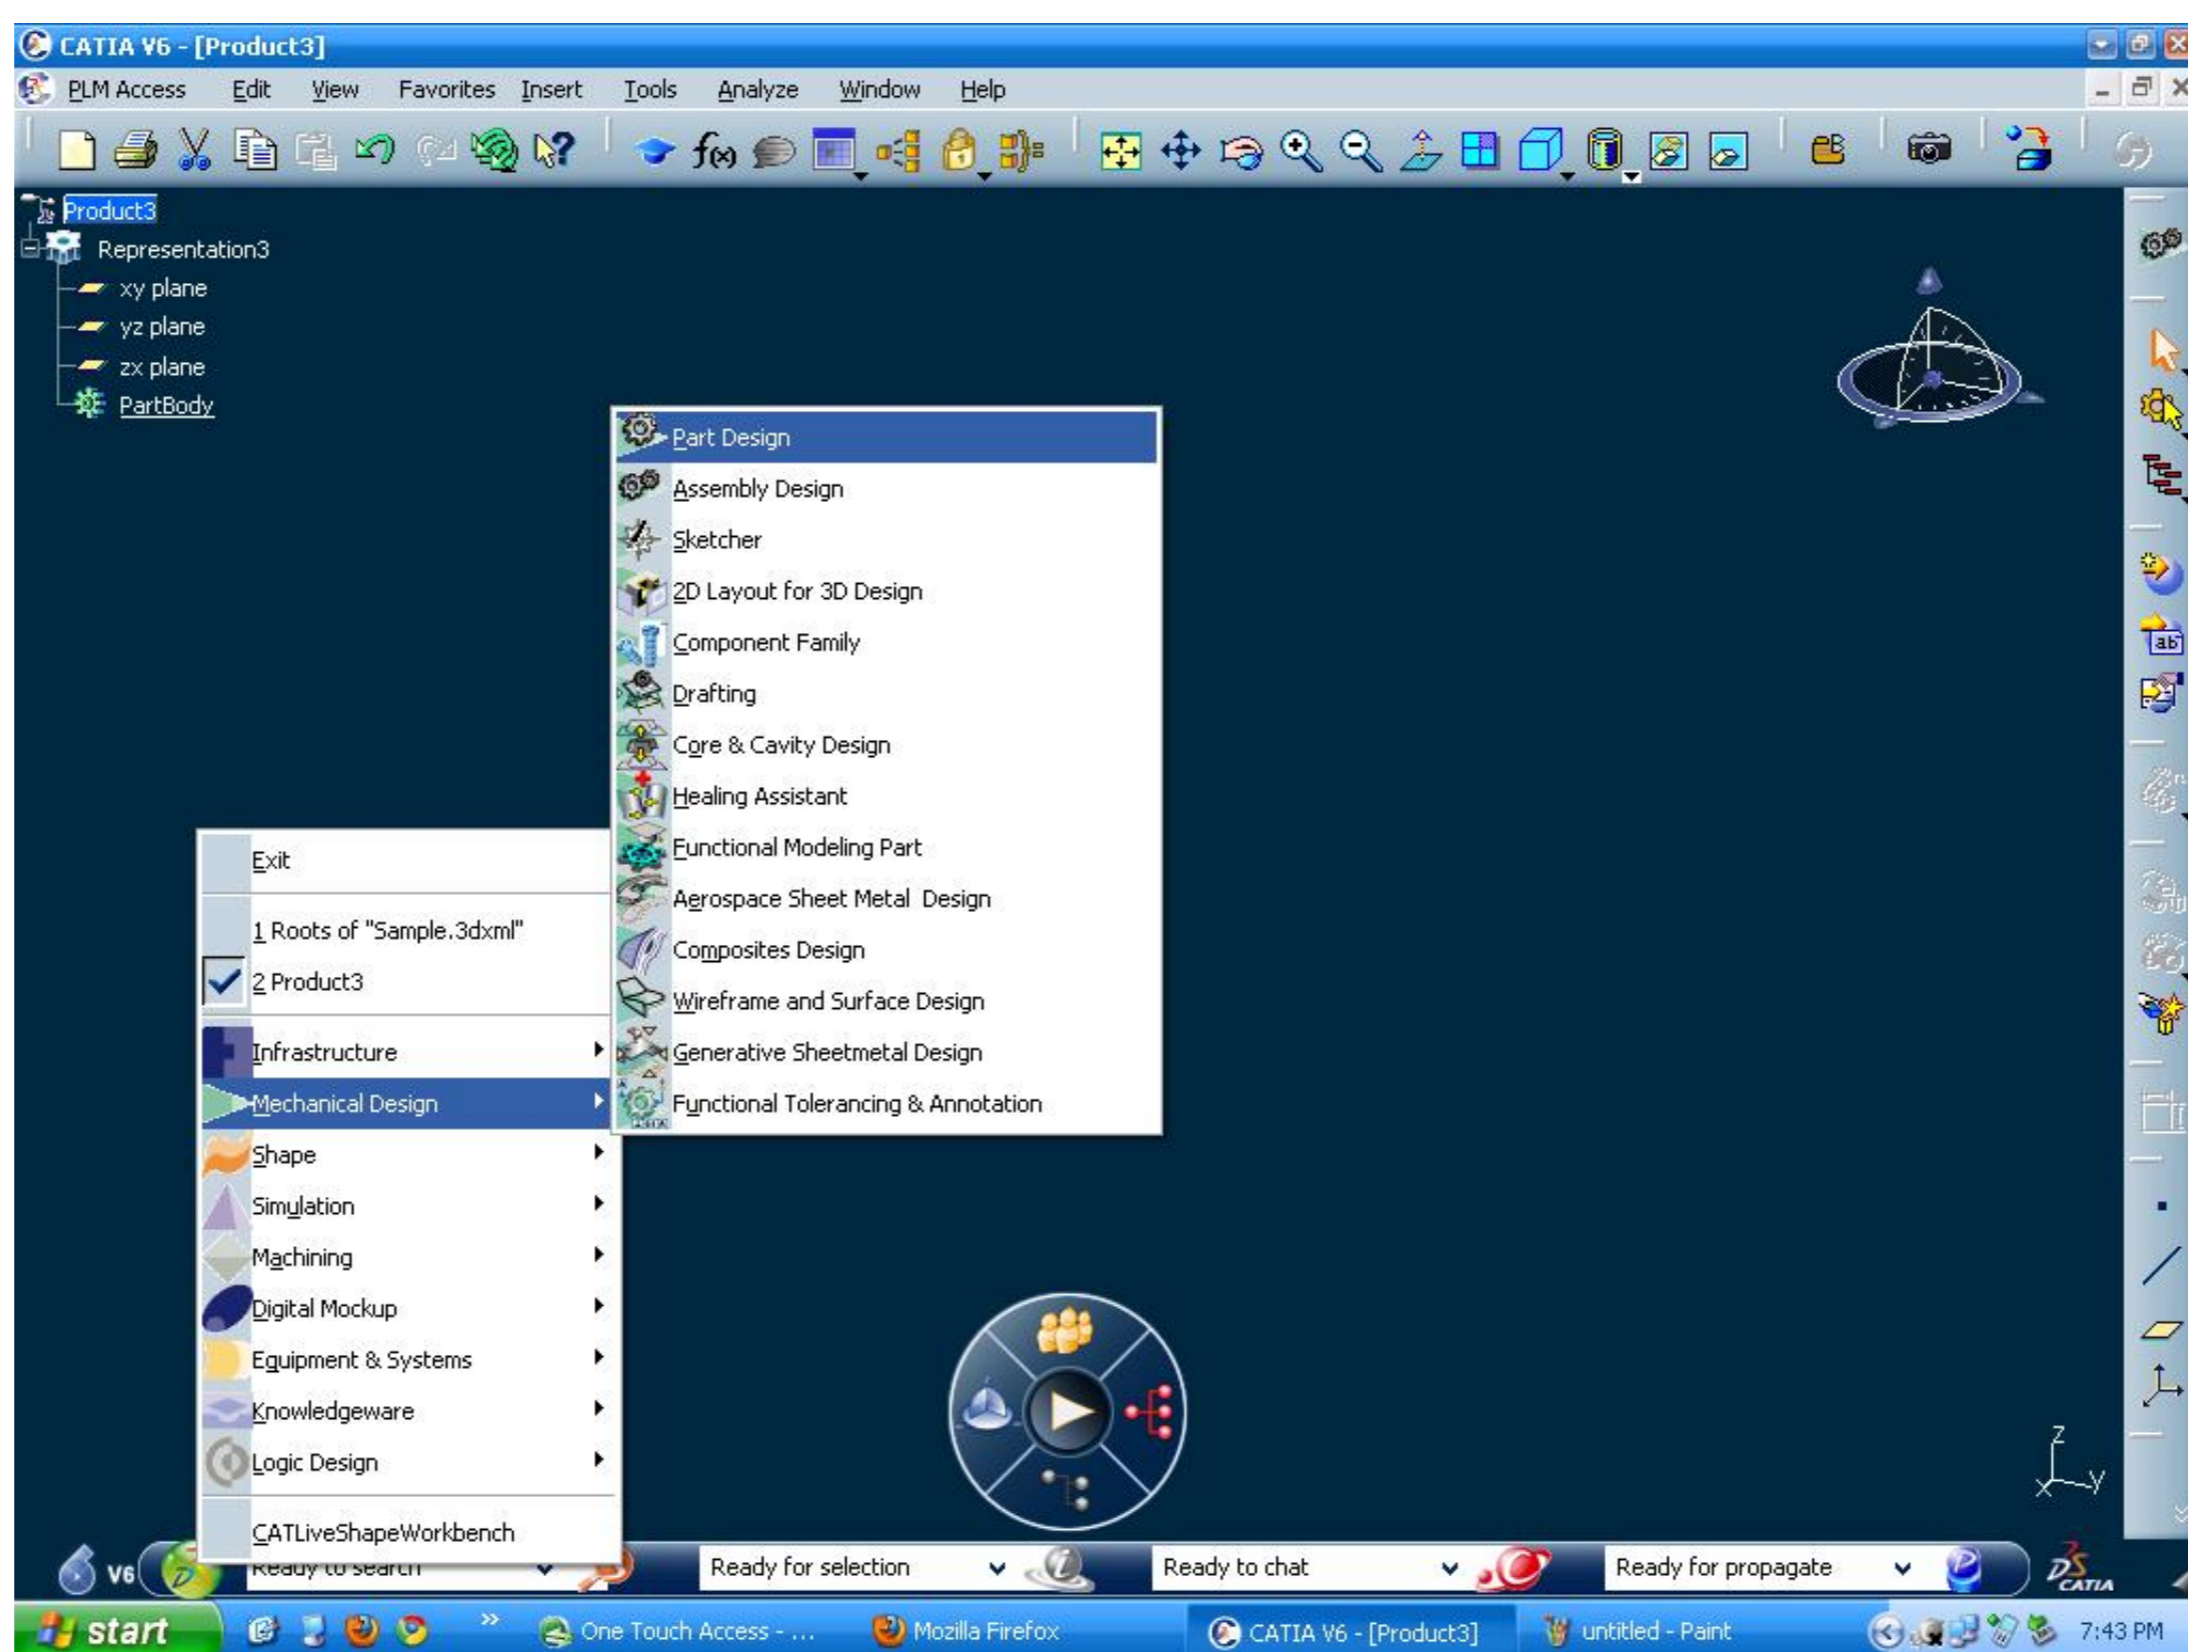 CATIA V6 - [Product3]
PLM Access Edit View Favorites Insert Tools Analyze Window Help
f(x)
Product3
Representation3
xy plane
yz plane
zx plane
PartBody
Part Design
Assembly Design
Sketcher
2D Layout for 3D Design
Component Family
Drafting
Core & Cavity Design
Healing Assistant
Functional Modeling Part
Aerospace Sheet Metal Design
Composites Design
Wireframe and Surface Design
Generative Sheetmetal Design
Functional Tolerancing & Annotation
Exit
1 Roots of "Sample.3dxml"
2 Product3
Infrastructure
Mechanical Design
Shape
Simulation
Machining
Digital Mockup
Equipment & Systems
Knowledgeware
Logic Design
CATLiveShapeWorkbench
ab
z
y
x
V6 Ready to search Ready for selection Ready to chat Ready for propagate
CATIA
start One Touch Access - ... Mozilla Firefox CATIA V6 - [Product3] untitled - Paint 7:43 PM